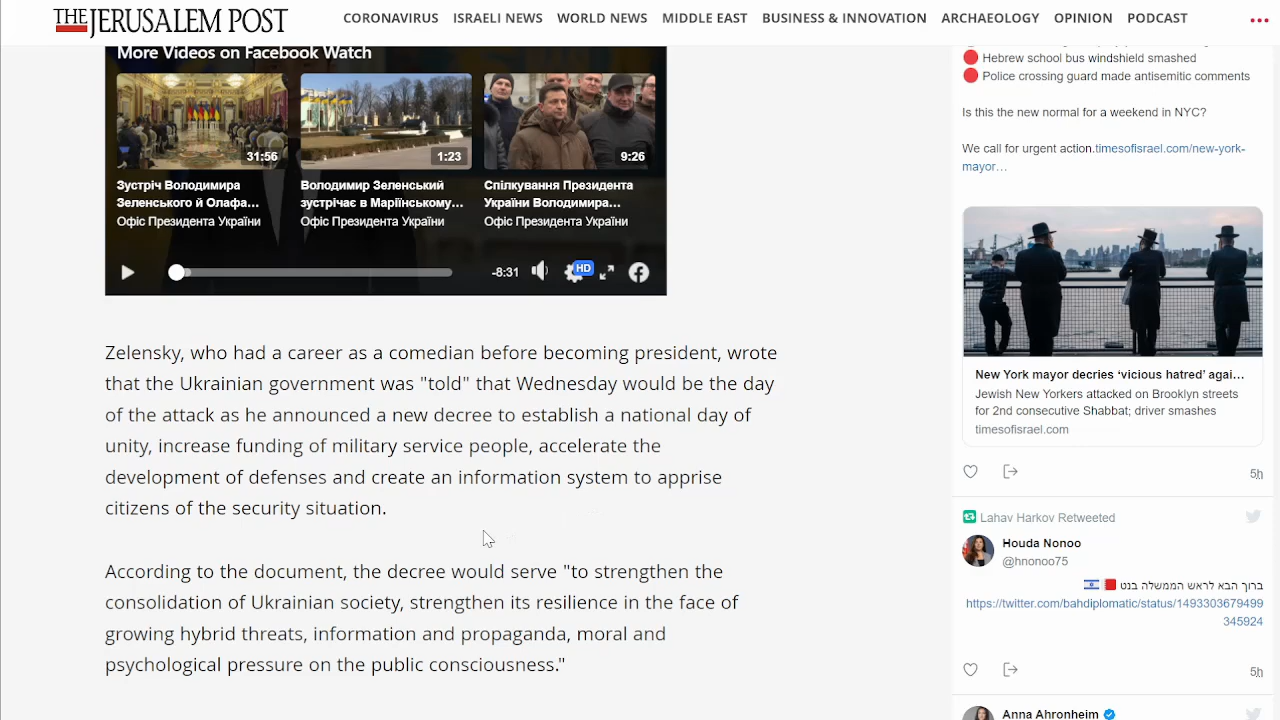 THE JERUSALEM POST
CORONAVIRUS ISRAELI NEWS WORLD NEWS MIDDLE EAST BUSINESS & INNOVATION ARCHAEOLOGY OPINION PODCAST
More Videos on Facebook Watch
31:56
1:23
9:26
Зустріч Володимира
Зеленського й Олафа...
Офіс Президента України
Володимир Зеленський
зустрічає в Маріїнському...
Офіс Президента України
Спілкування Президента
України Володимира...
Офіс Президента України
-8:31
HD
Zelensky, who had a career as a comedian before becoming president, wrote
that the Ukrainian government was "told" that Wednesday would be the day
of the attack as he announced a new decree to establish a national day of
unity, increase funding of military service people, accelerate the
development of defenses and create an information system to apprise
citizens of the security situation.
According to the document, the decree would serve "to strengthen the
consolidation of Ukrainian society, strengthen its resilience in the face of
growing hybrid threats, information and propaganda, moral and
psychological pressure on the public consciousness."
Hebrew school bus windshield smashed
Police crossing guard made antisemitic comments
Is this the new normal for a weekend in NYC?
We call for urgent action.timesofisrael.com/new-york-
mayor…
New York mayor decries ‘vicious hatred’ agai...
Jewish New Yorkers attacked on Brooklyn streets
for 2nd consecutive Shabbat; driver smashes
timesofisrael.com
5h
Lahav Harkov Retweeted
Houda Nonoo
@hnonoo75
ברוך הבא לראש הממשלה בנט
https://twitter.com/bahdiplomatic/status/1493303679499
345924
5h
Anna Ahronheim